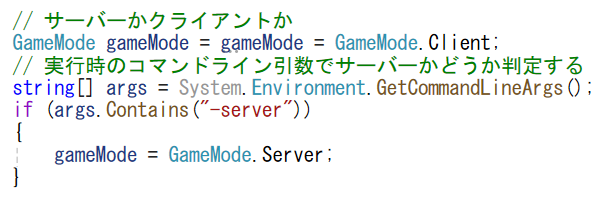 // サーバーかクライアントか
GameMode gameMode = gameMode = GameMode.Client;
// 実行時のコマンドライン引数でサーバーかどうか判定する
string[] args = System.Environment.GetCommandLineArgs();
if (args.Contains("-server"))
{
    gameMode = GameMode.Server;
}